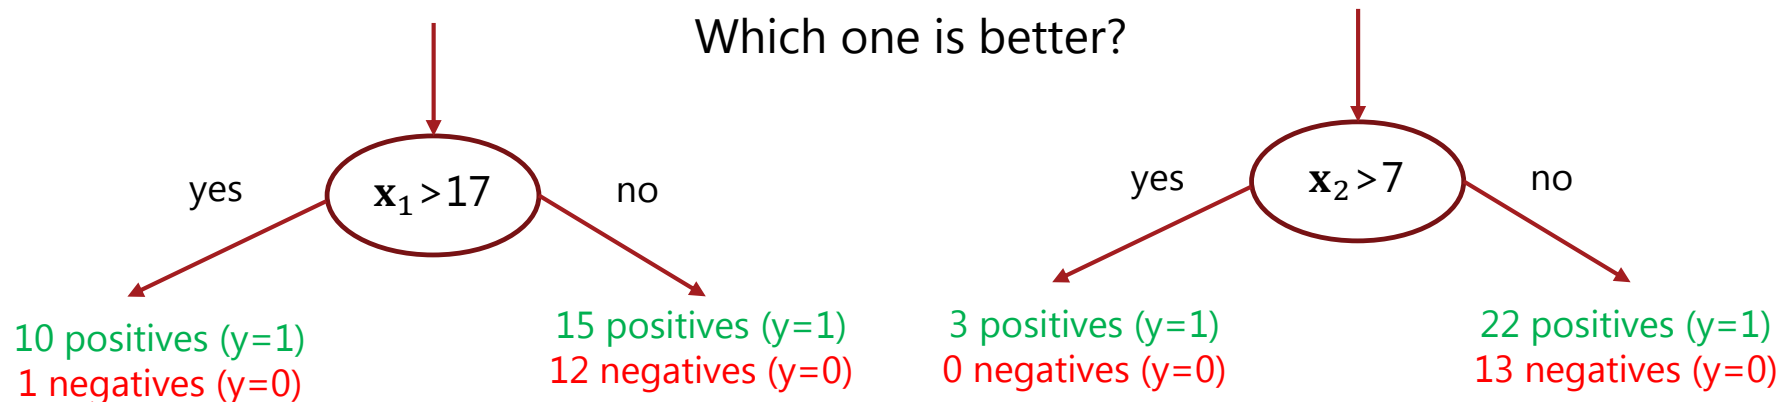 Which one is better?
yes
𝐱₁>17
no
10 positives (y=1)
1 negatives (y=0)
15 positives (y=1)
12 negatives (y=0)
yes
𝐱₂>7
no
3 positives (y=1)
0 negatives (y=0)
22 positives (y=1)
13 negatives (y=0)